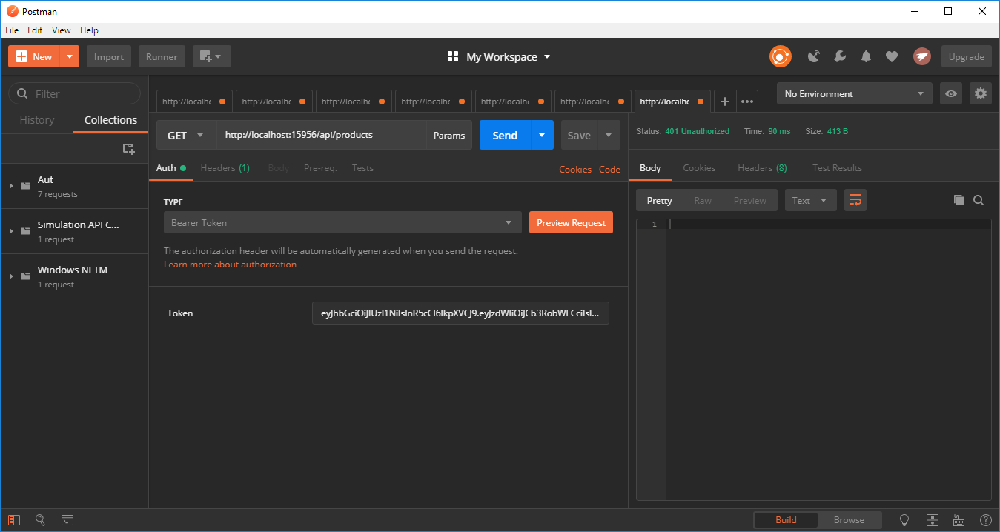 Postman
File Edit View Help
New Import Runner My Workspace Upgrade
Filter
History Collections
Aut
7 requests
Simulation API C...
1 request
Windows NLTM
1 request
http://localhc http://localhc http://localhc http://localhc http://localhc http://localhc http://localhc
No Environment
GET http://localhost:15956/api/products Params Send Save
Auth Headers (1) Body Pre-req. Tests Cookies Code
TYPE
Bearer Token Preview Request
The authorization header will be automatically generated when you send the request.
Learn more about authorization
Token
Status: 401 Unauthorized Time: 90 ms Size: 413 B
Body Cookies Headers (8) Test Results
Pretty Raw Preview Text
1
Build Browse